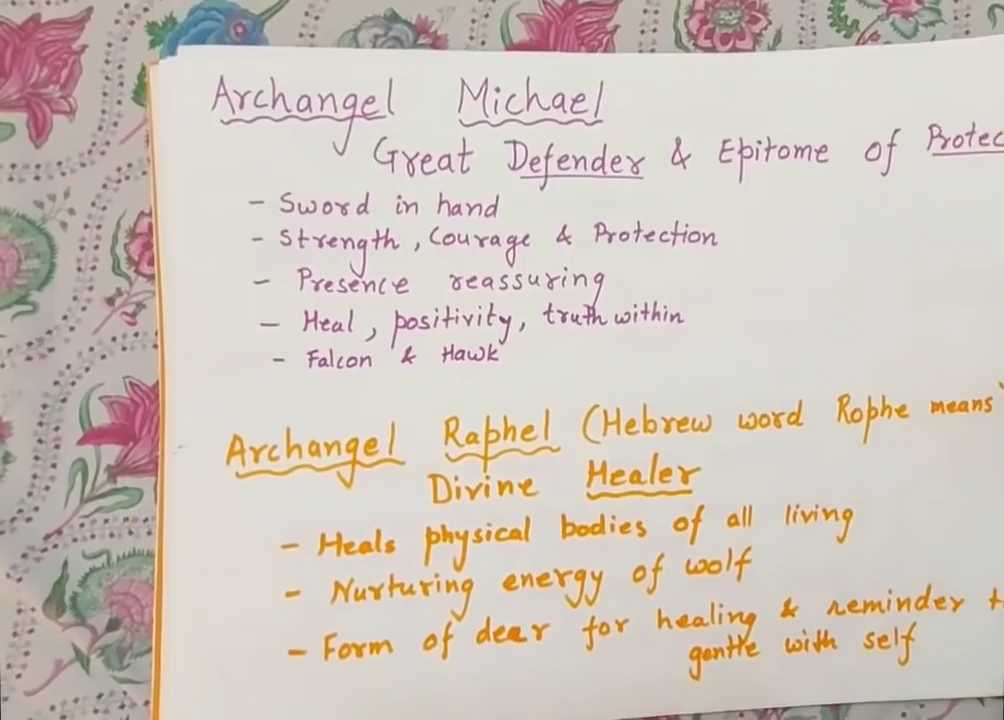 Archangel Michael
Great Defender & Epitome of Protec
- Sword in hand
- Strength, Courage & Protection
- Presence reassuring
- Heal, positivity, truth within
- Falcon & Hawk
Archangel Raphel (Hebrew word Rophe means
Divine Healer
- Heals physical bodies of all living
- Nurturing energy of wolf
- Form of dear for healing & reminder t
gentle with self